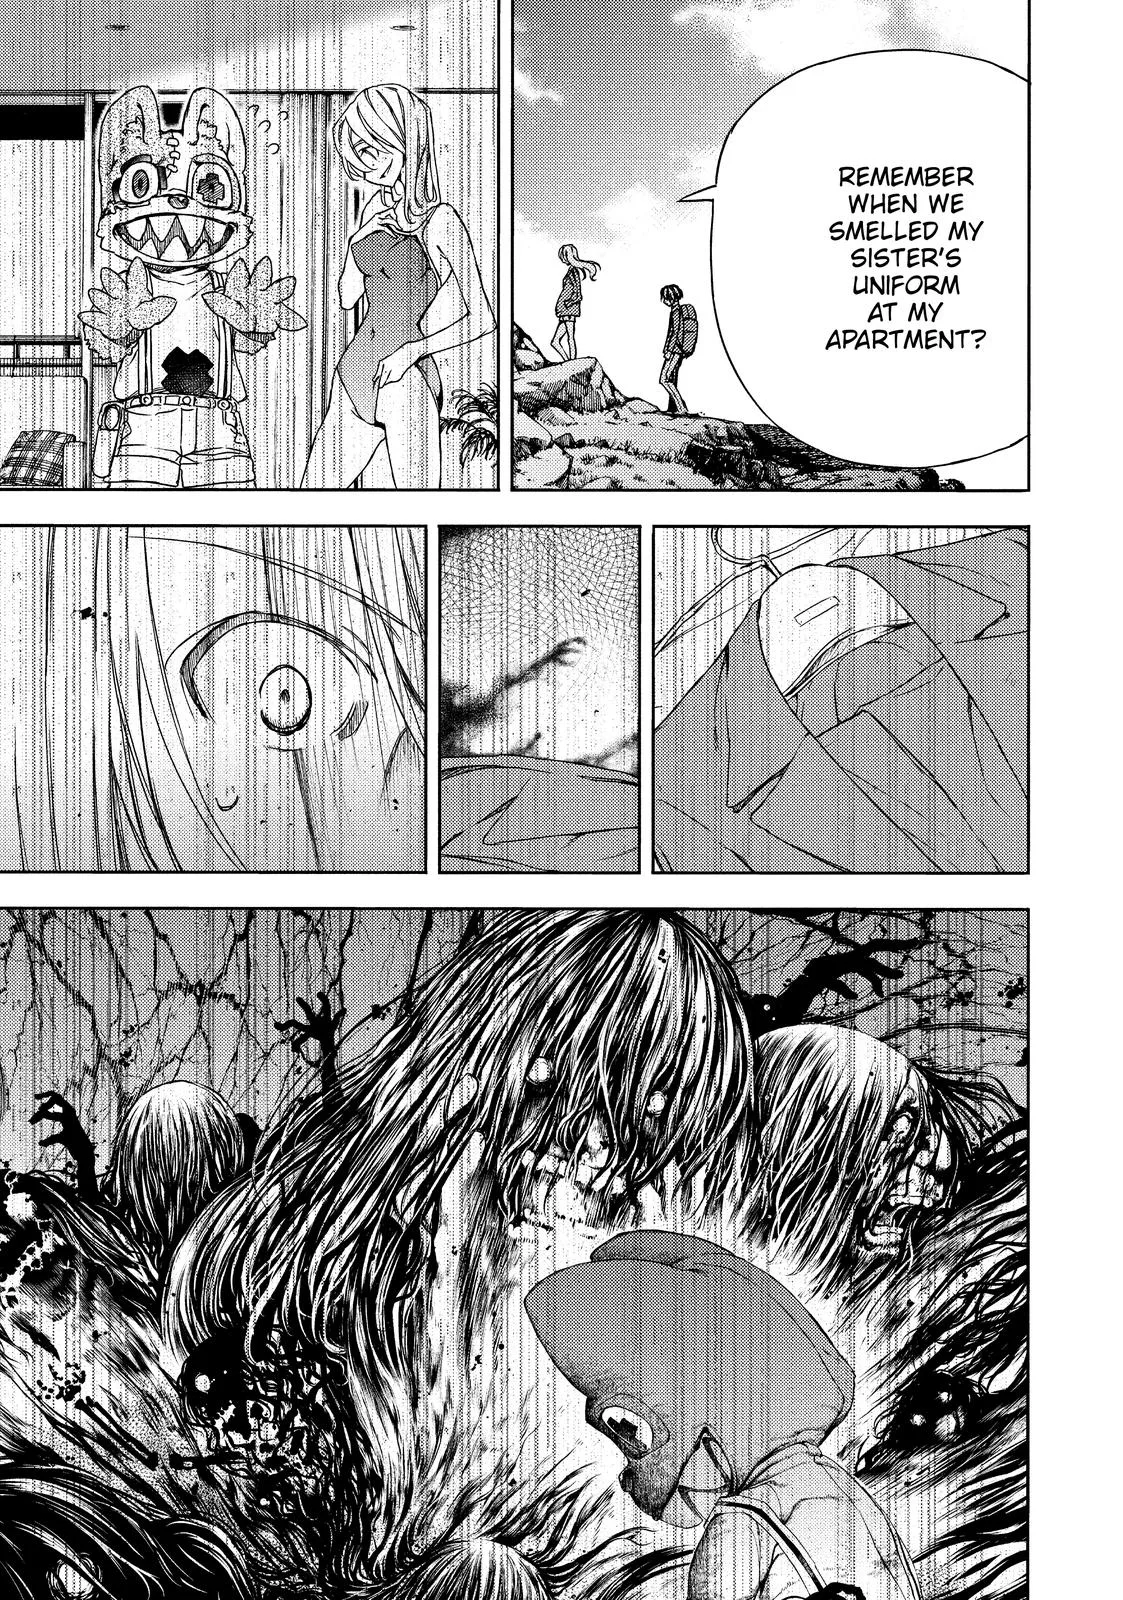 REMEMBER
WHEN WE
SMELLED MY
SISTER'S
UNIFORM
AT MY
APARTMENT?